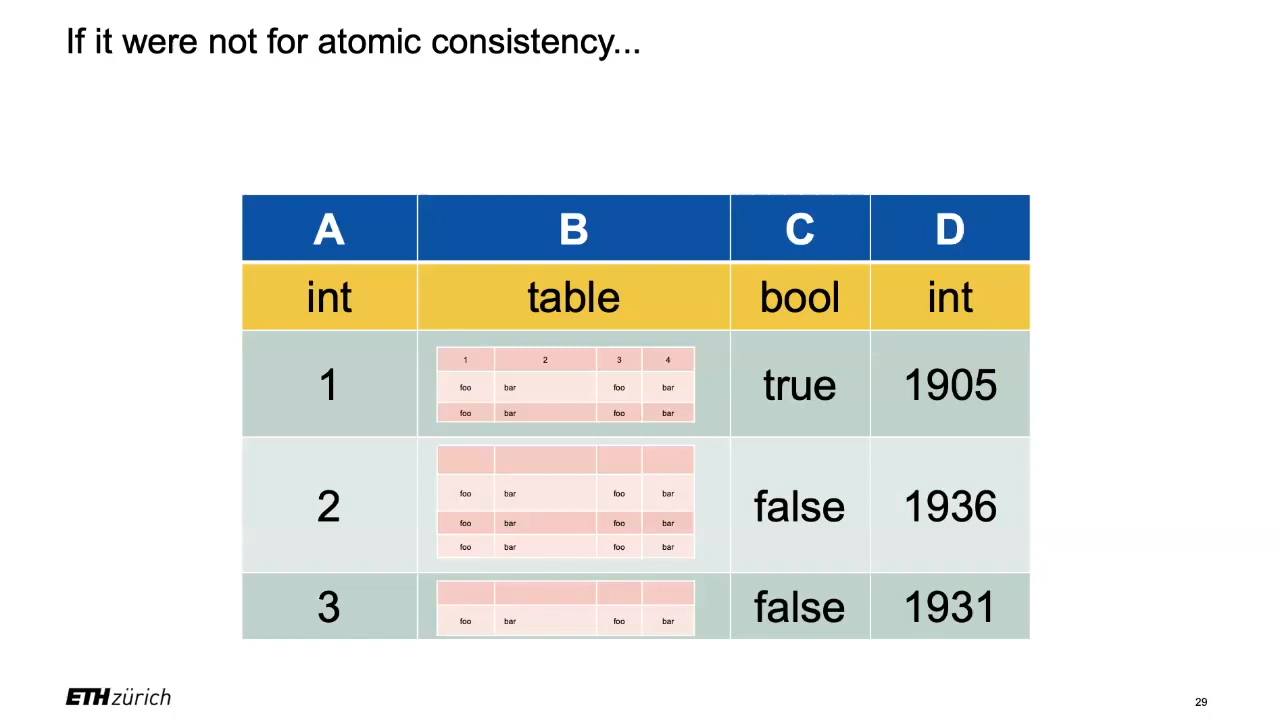 If it were not for atomic consistency...
A B C D
int table bool int
1 true 1905
1 2 3 4
foo bar foo bar
foo bar foo bar
2 false 1936
foo bar foo bar
foo bar foo bar
foo bar foo bar
3 false 1931
foo bar foo bar
ETH zürich
29